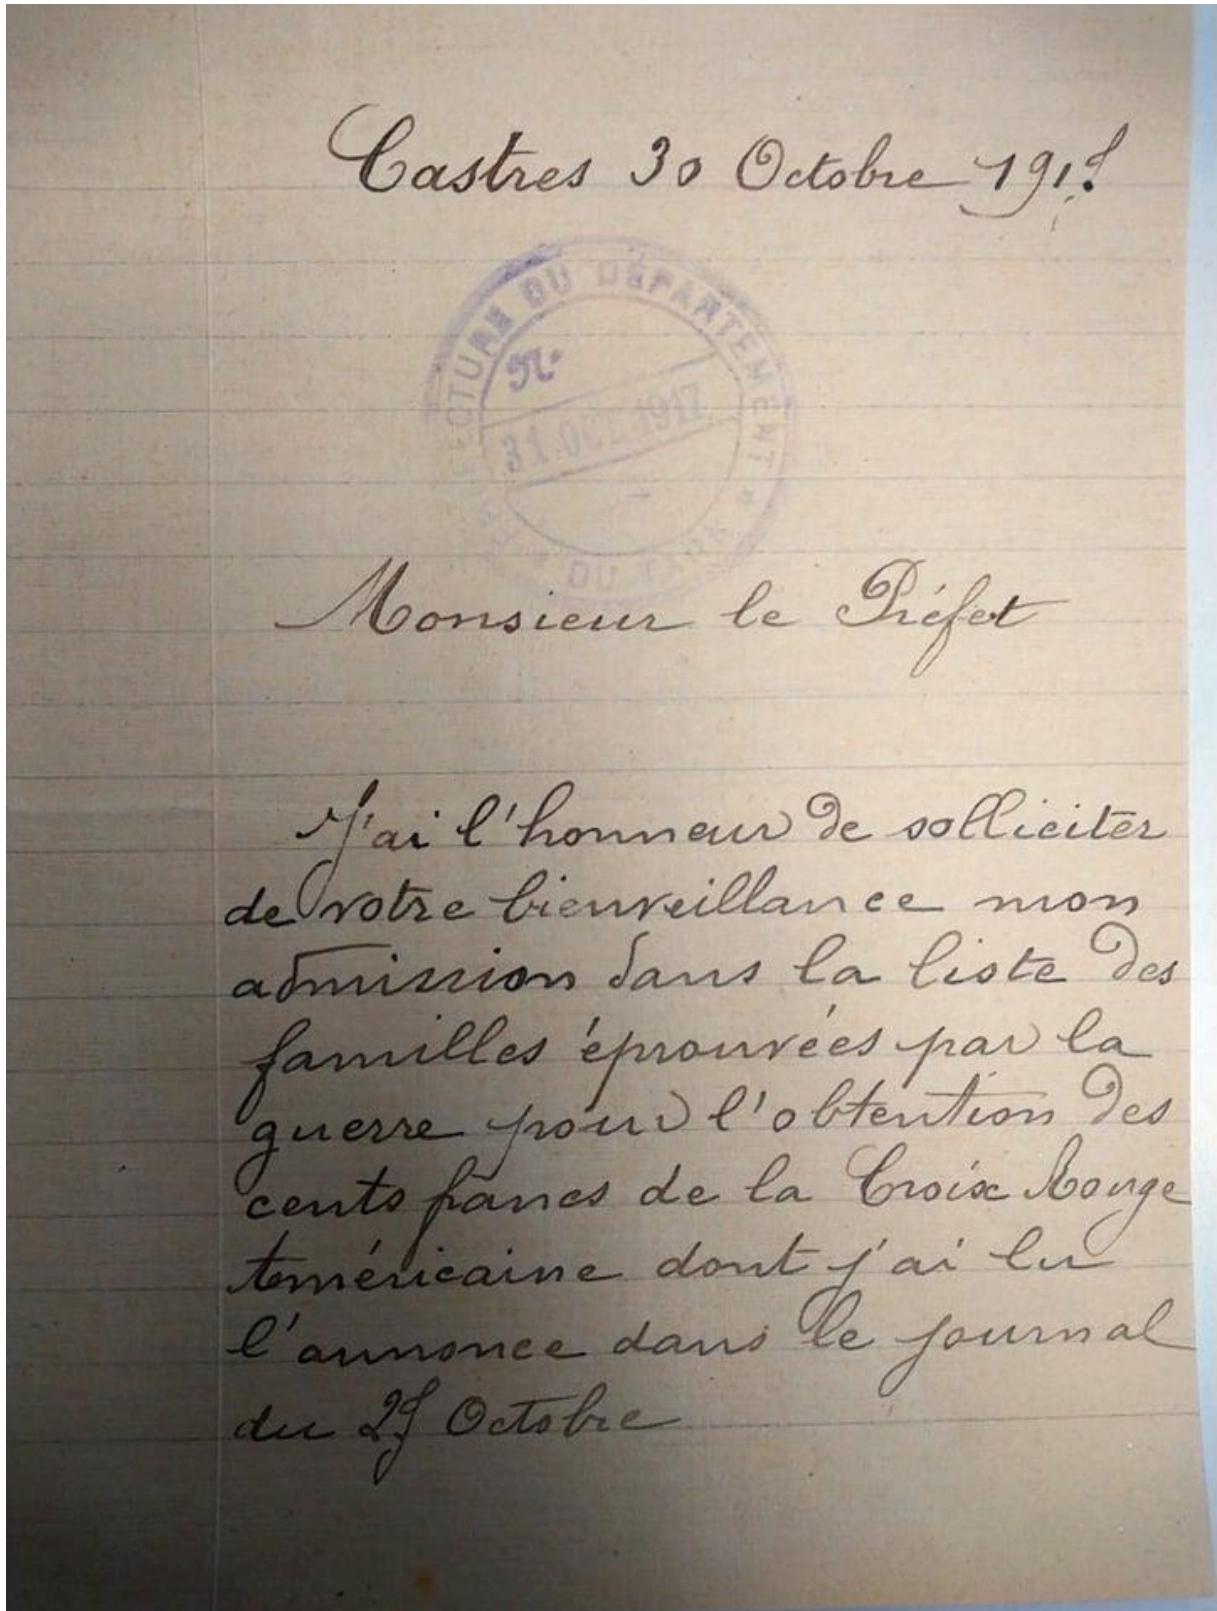 Castres 30 Octobre 1917
PRÉFECTURE DU DÉPARTEMENT
N.
31 OCT. 1917
* DU TARN *
Monsieur le Préfet
J'ai l'honneur de solliciter
de votre bienveillance mon
admission dans la liste des
familles éprouvées par la
guerre pour l'obtention des
cents francs de la Croix Rouge
Américaine dont j'ai lu
l'annonce dans le journal
du Octobre